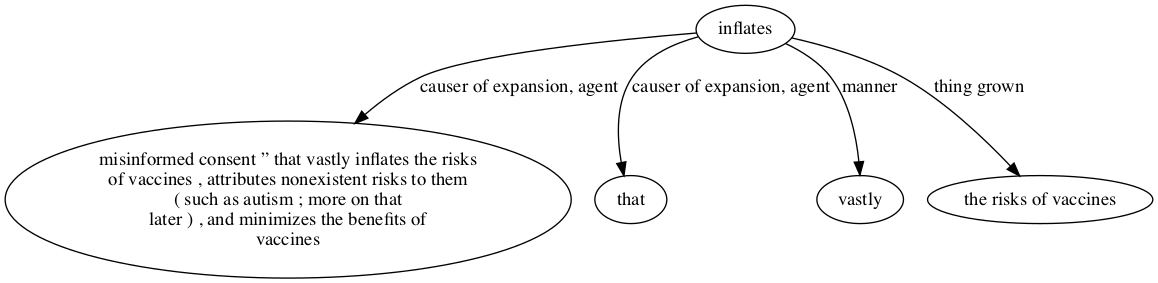 inflates
causer of expansion, agent
causer of expansion, agent
manner
thing grown
misinformed consent ” that vastly inflates the risks
of vaccines , attributes nonexistent risks to them
( such as autism ; more on that
later ) , and minimizes the benefits of
vaccines
that
vastly
the risks of vaccines